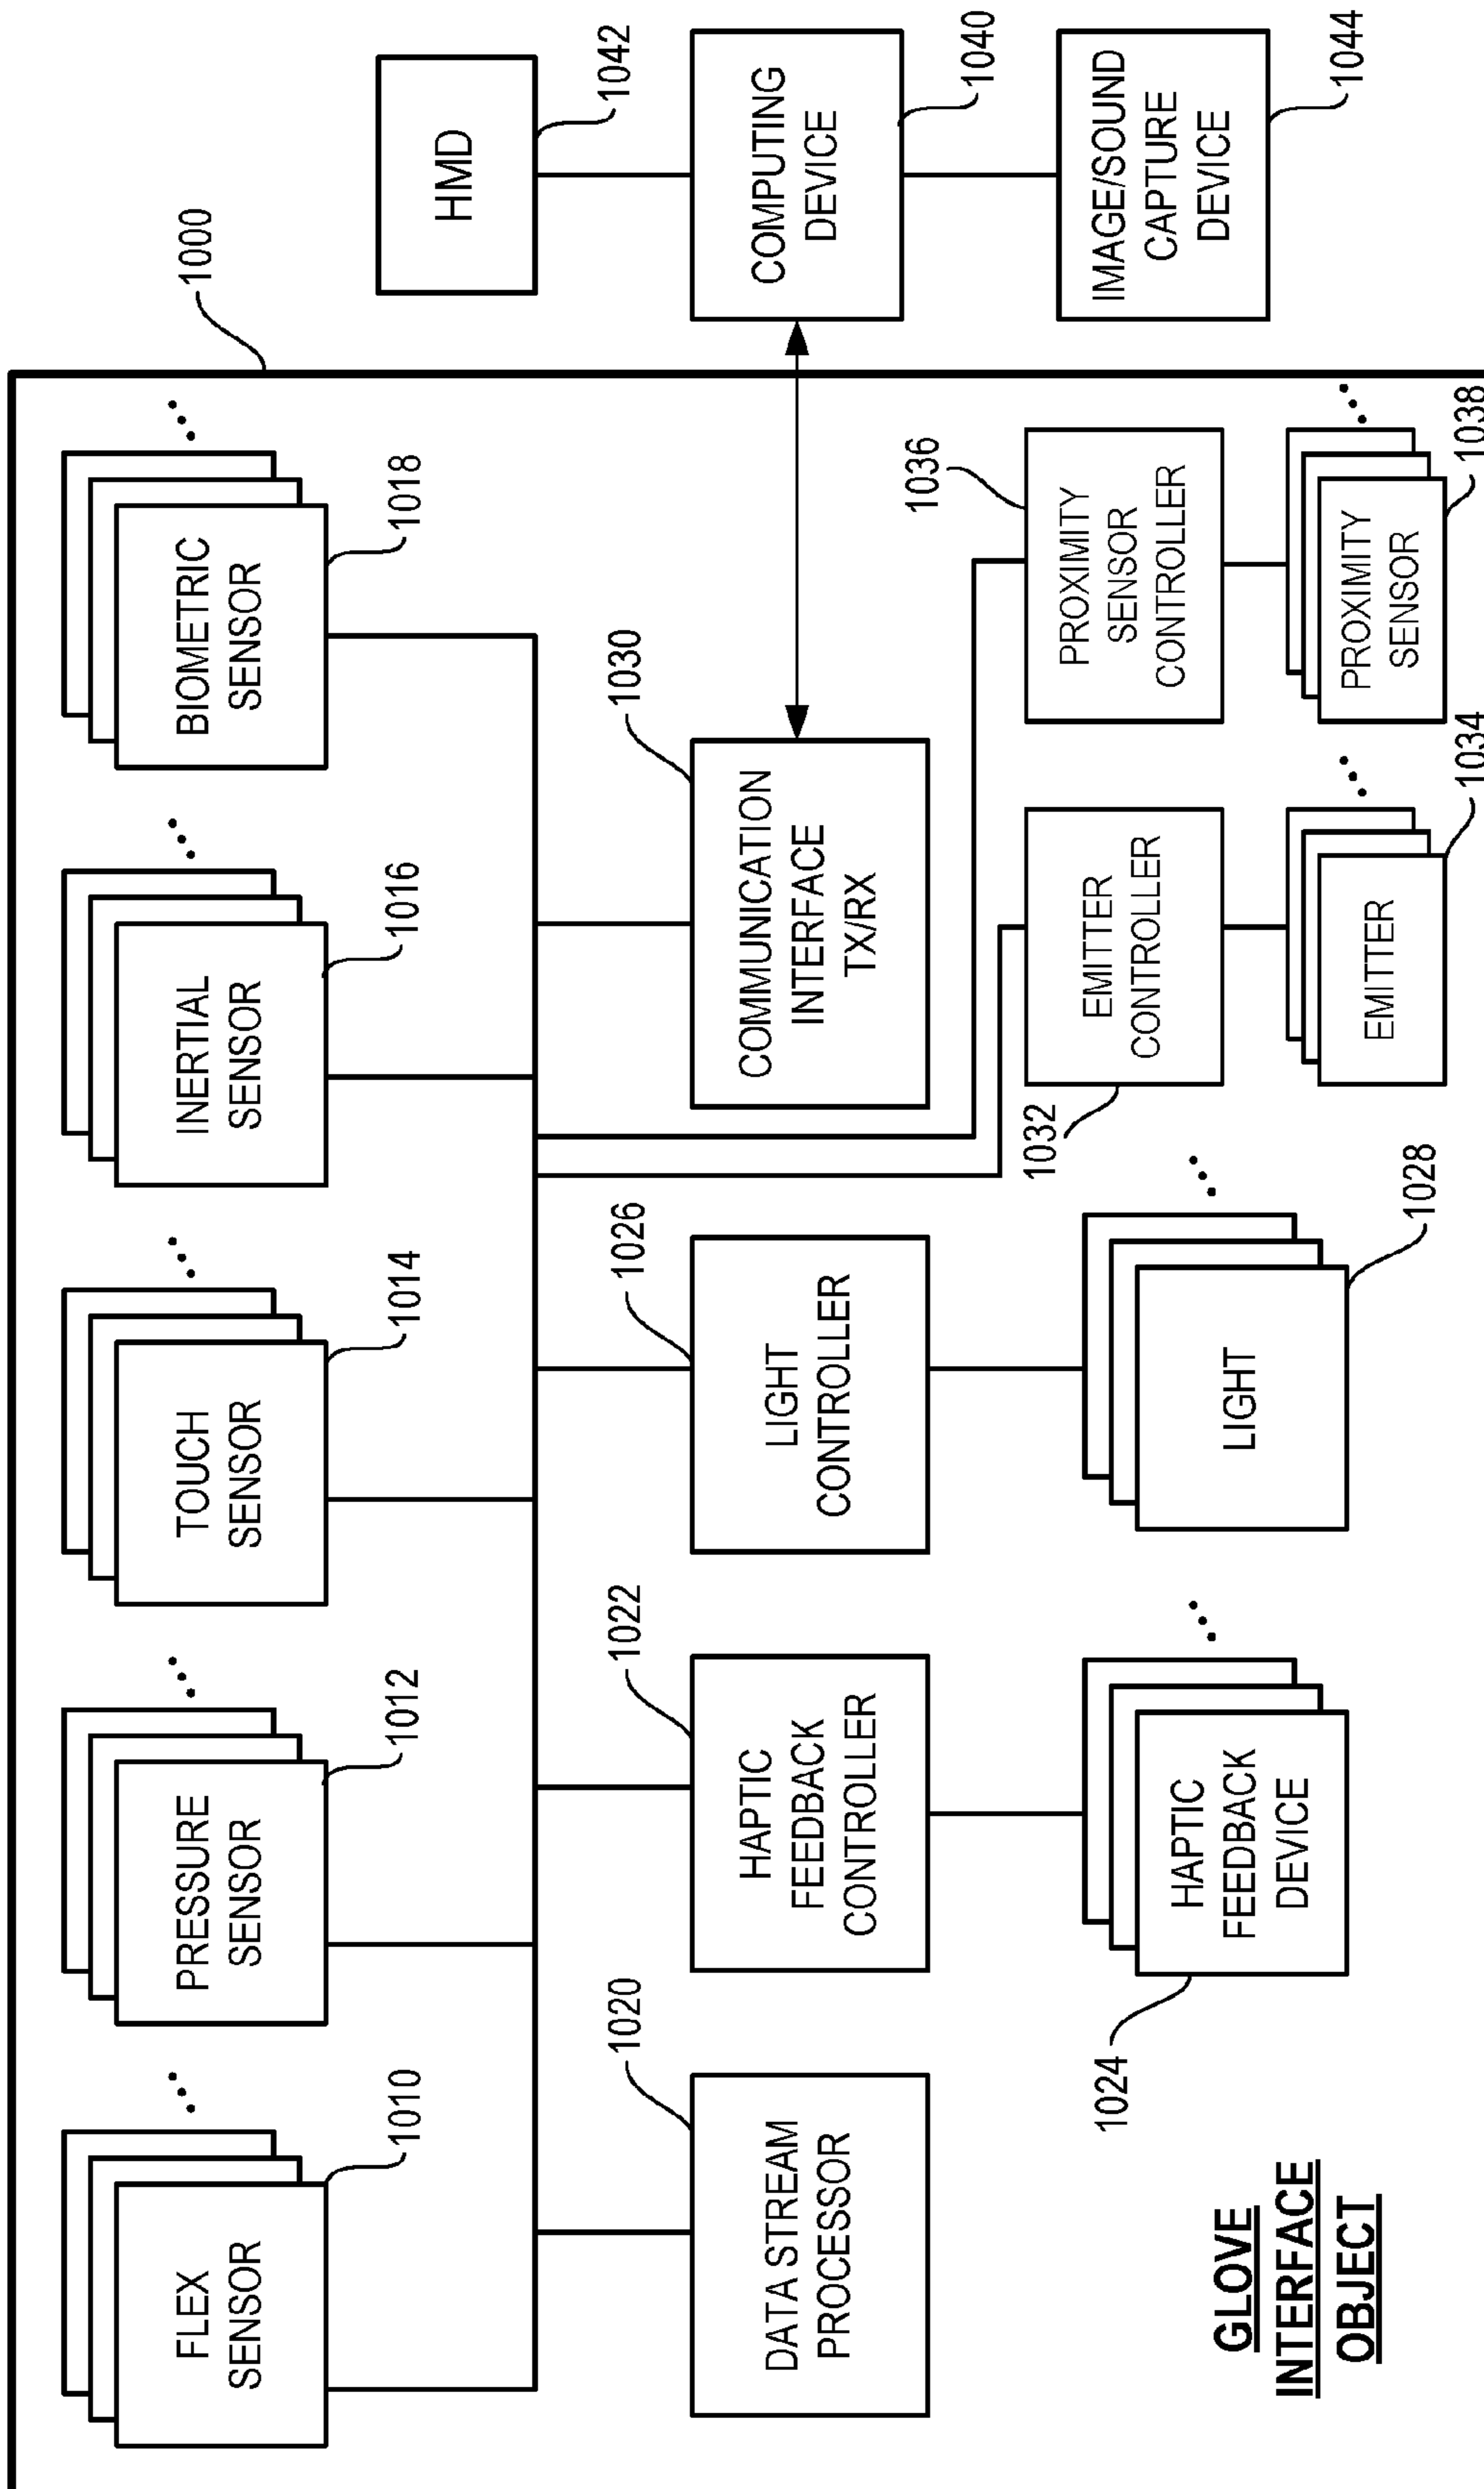 1000
FLEX
SENSOR
1010
PRESSURE
SENSOR
1012
TOUCH
SENSOR
1014
INERTIAL
SENSOR
1016
BIOMETRIC
SENSOR
1018
HMD
1042
DATA STREAM
PROCESSOR
1020
HAPTIC
FEEDBACK
CONTROLLER
1022
LIGHT
CONTROLLER
1026
COMMUNICATION
INTERFACE
TX/RX
1030
COMPUTING
DEVICE
1040
HAPTIC
FEEDBACK
DEVICE
1024
LIGHT
1028
EMITTER
CONTROLLER
1032
PROXIMITY
SENSOR
CONTROLLER
1036
EMITTER
1034
PROXIMITY
SENSOR
1038
IMAGE/SOUND
CAPTURE
DEVICE
1044
GLOVE
INTERFACE
OBJECT